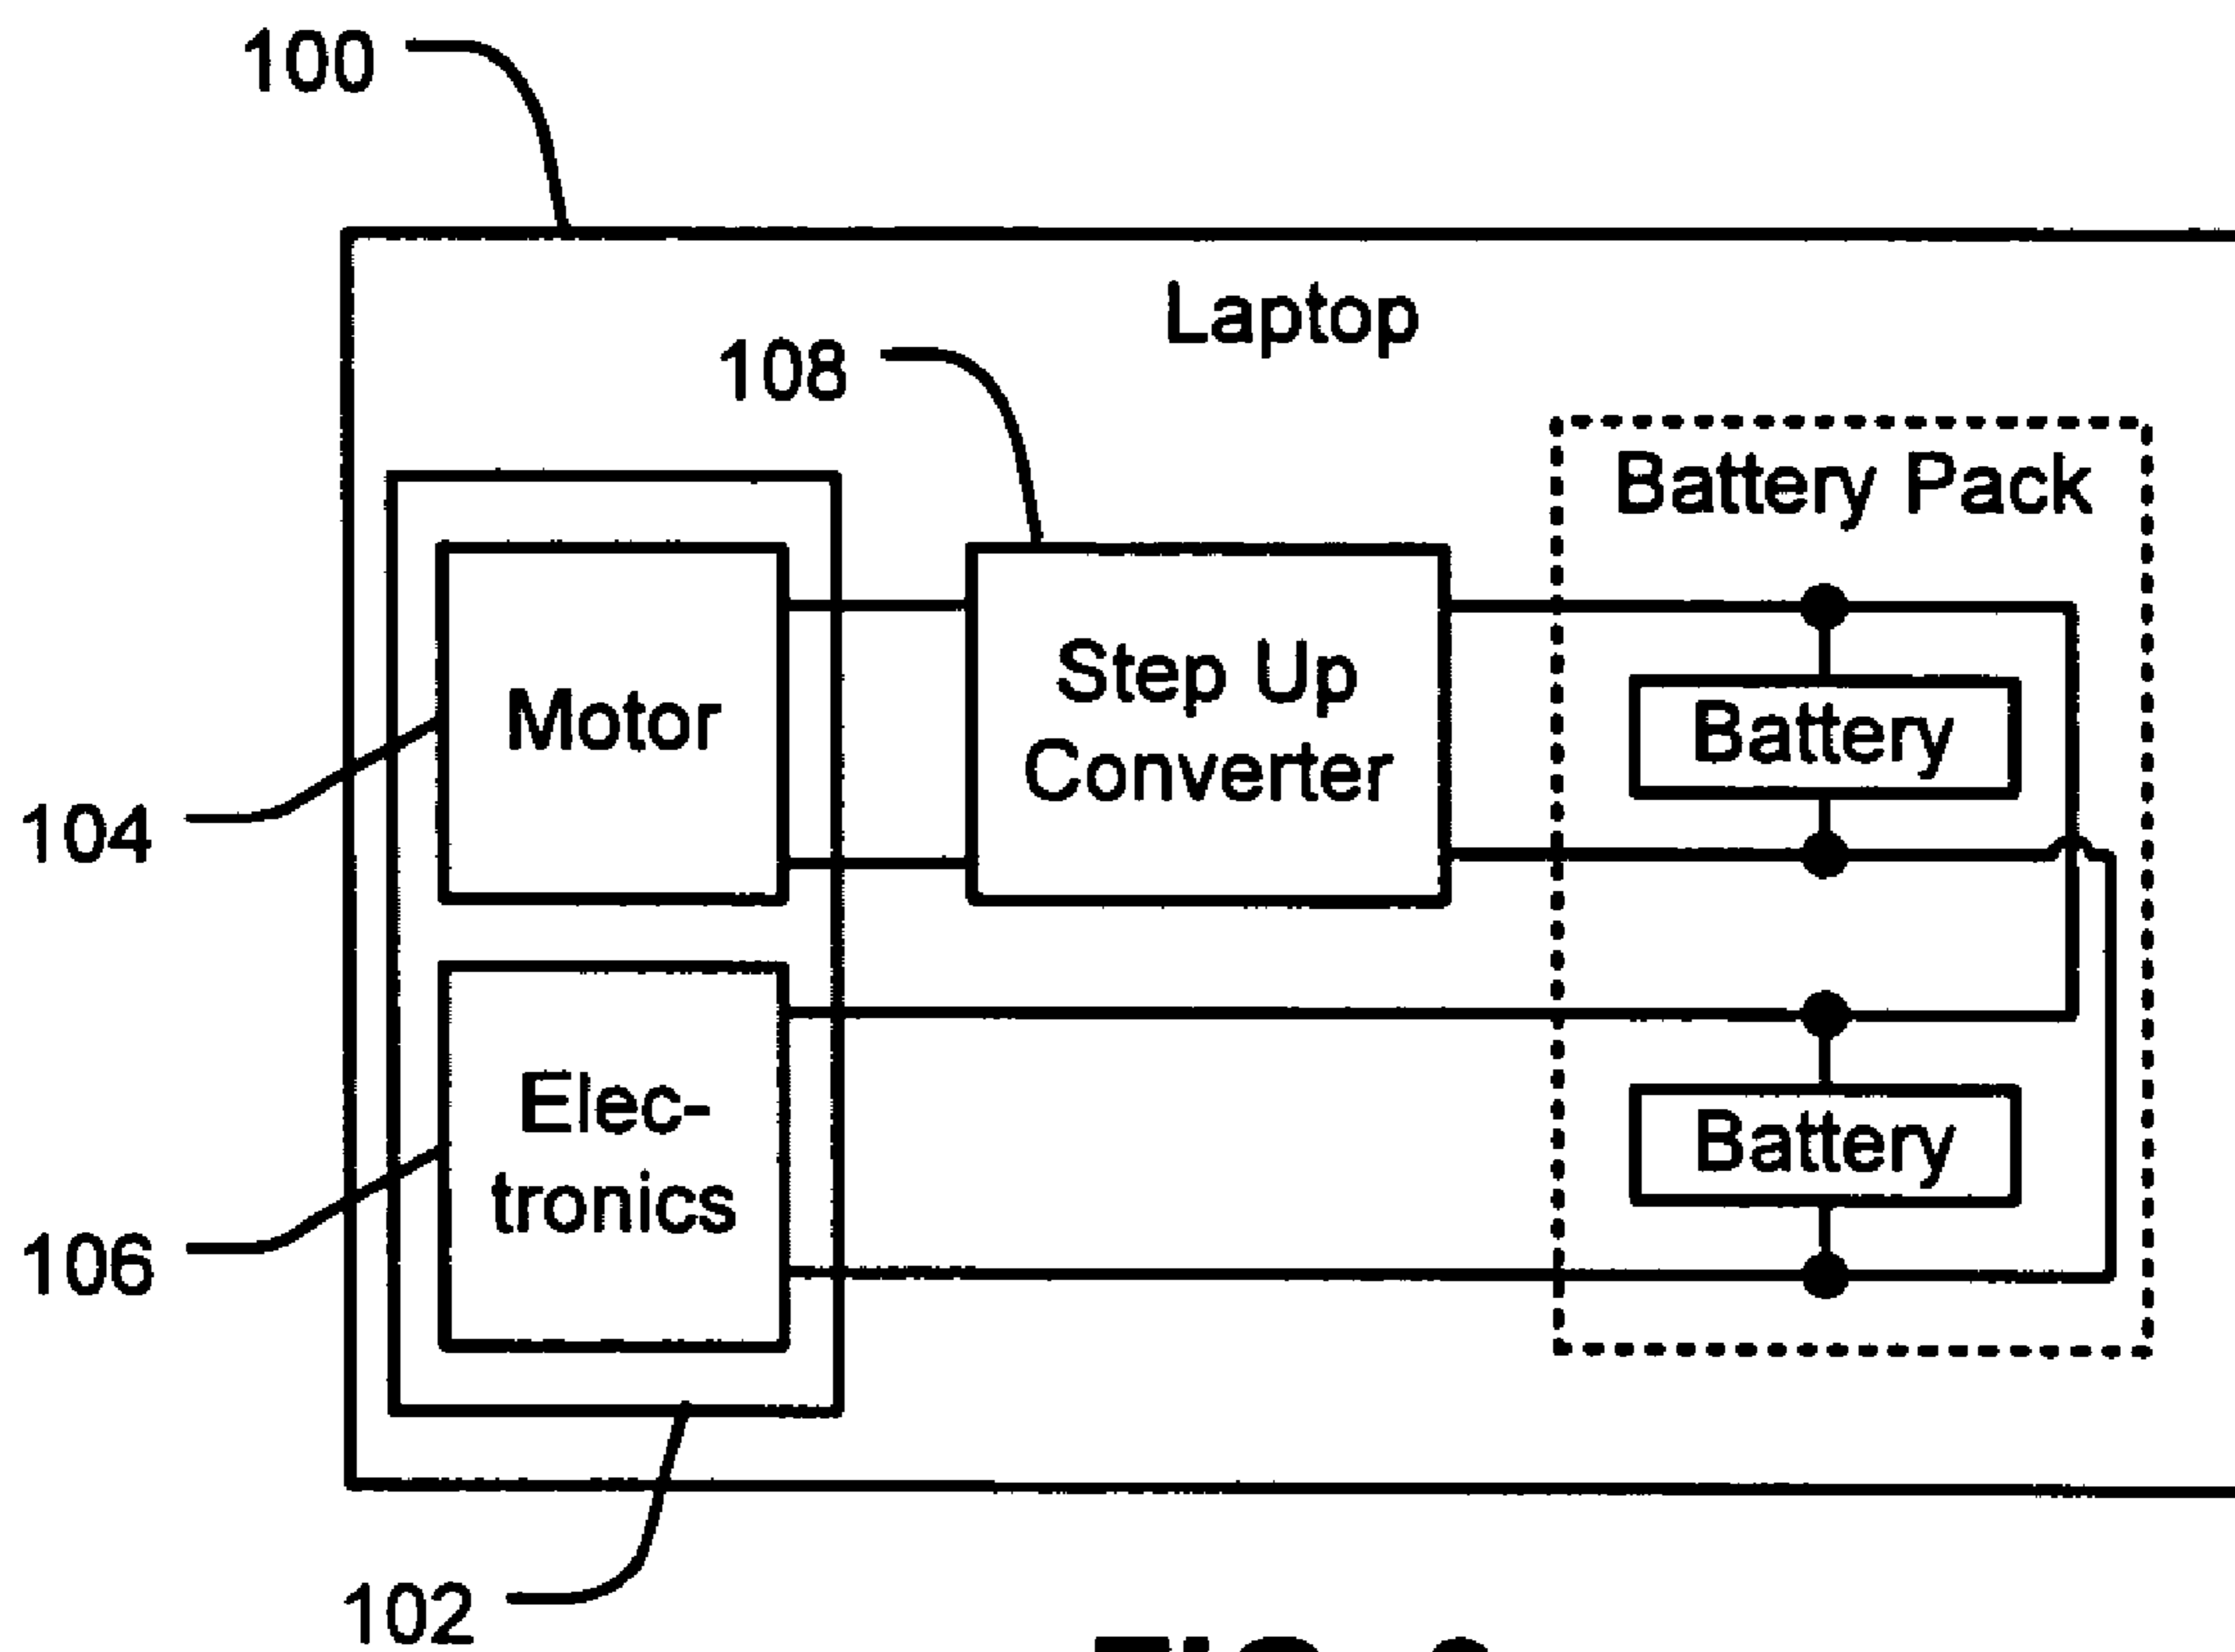 100
Laptop
108
Battery Pack
Motor
Step Up
Converter
Battery
104
Elec-
tronics
Battery
106
102